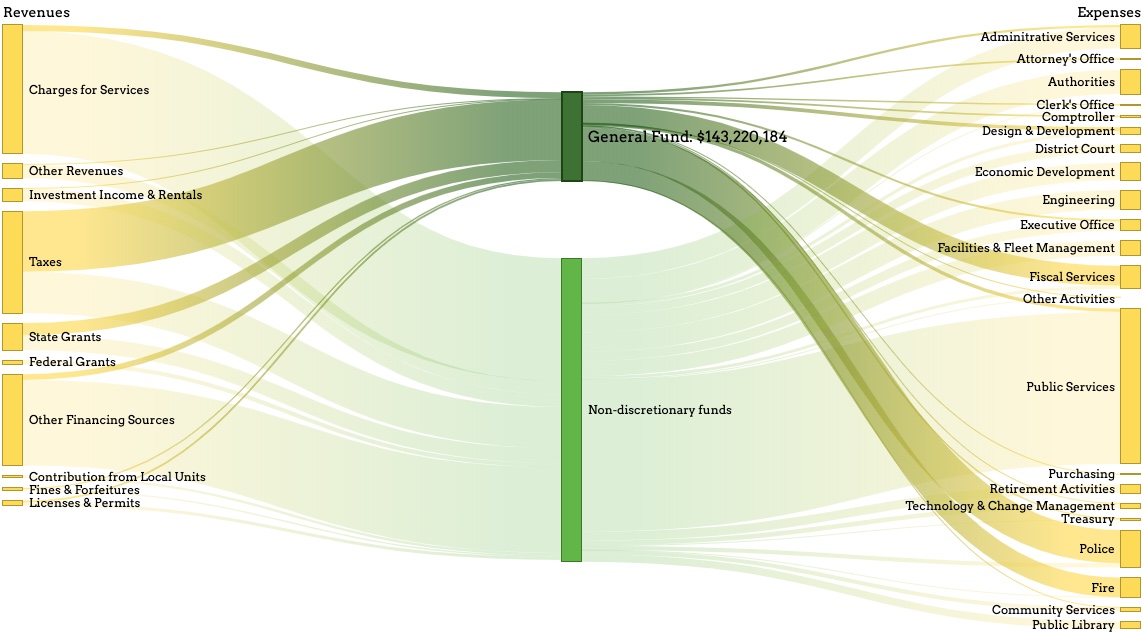 Revenues
Charges for Services
Other Revenues
Investment Income & Rentals
Taxes
State Grants
Federal Grants
Other Financing Sources
Contribution from Local Units
Fines & Forfeitures
Licenses & Permits
General Fund: $143,220,184
Non-discretionary funds
Expenses
Adminitrative Services
Attorney's Office
Authorities
Clerk's Office
Comptroller
Design & Development
District Court
Economic Development
Engineering
Executive Office
Facilities & Fleet Management
Fiscal Services
Other Activities
Public Services
Purchasing
Retirement Activities
Technology & Change Management
Treasury
Police
Fire
Community Services
Public Library